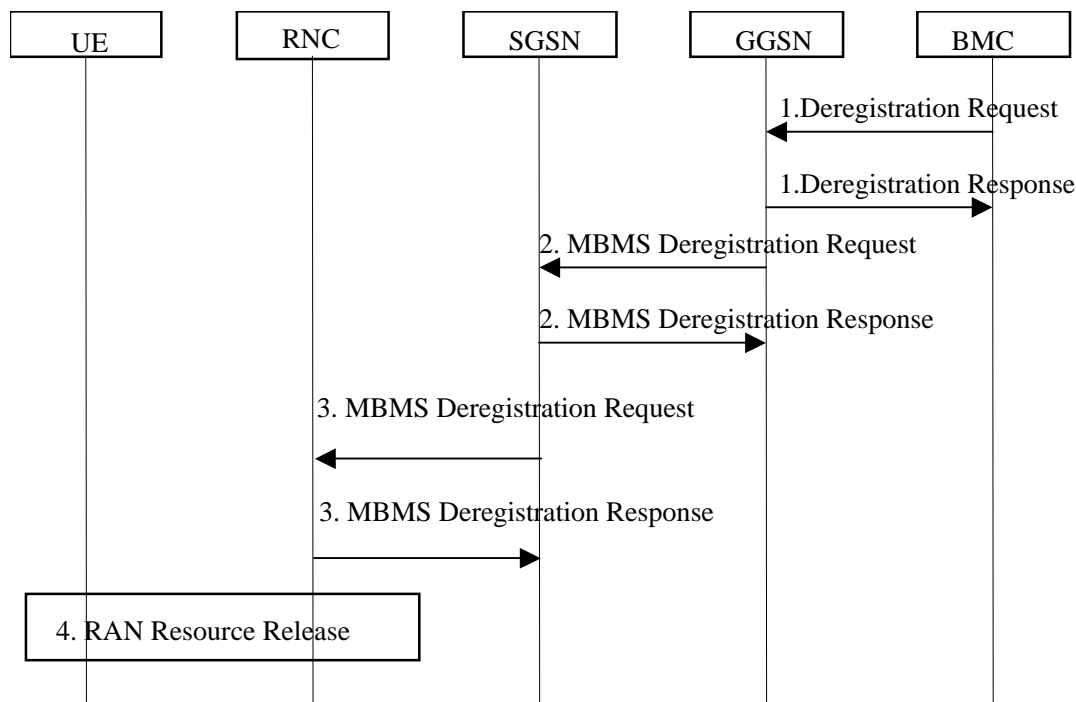 UE
RNC
SGSN
GGSN
BMC
1.Deregistration Request
1.Deregistration Response
2. MBMS Deregistration Request
2. MBMS Deregistration Response
3. MBMS Deregistration Request
3. MBMS Deregistration Response
4. RAN Resource Release